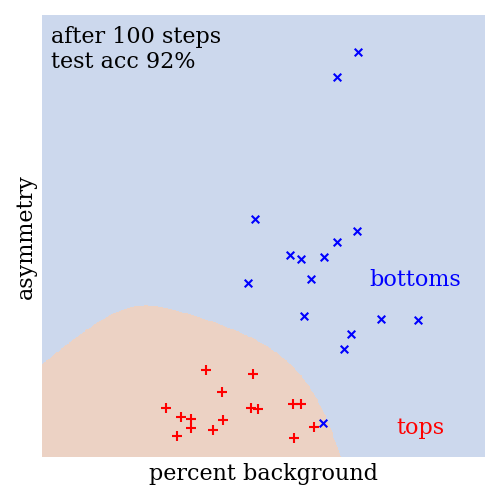 after 100 steps
test acc 92%
asymmetry
bottoms
tops
percent background